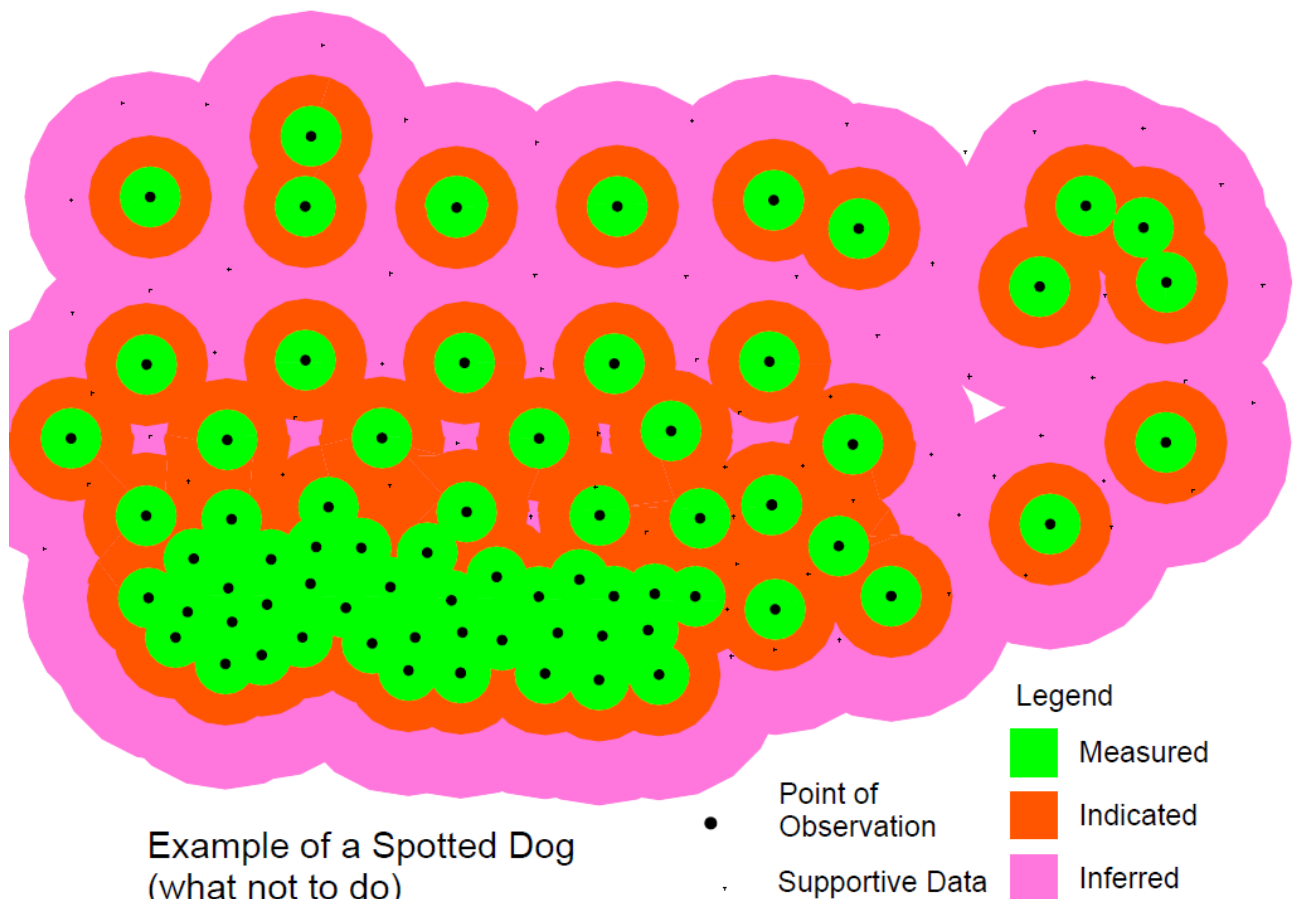 Legend
Measured
Point of
Observation
Indicated
Example of a Spotted Dog
(what not to do)
Supportive Data
Inferred